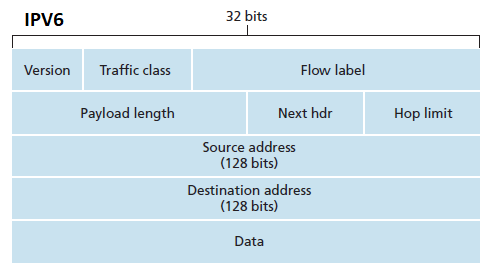 IPV6
32 bits
Version Traffic class Flow label
Payload length Next hdr Hop limit
Source address
(128 bits)
Destination address
(128 bits)
Data